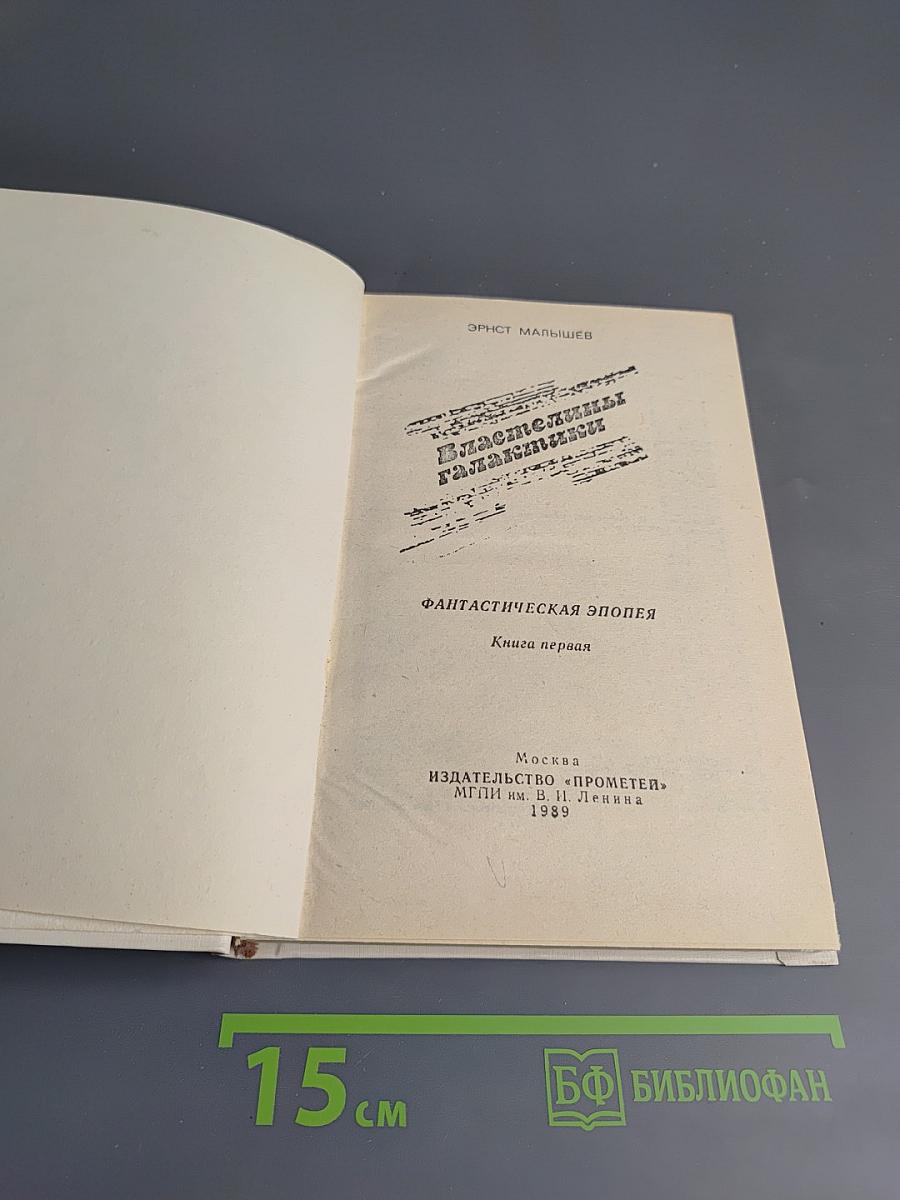 ЭРНСТ МАЛЫШЕВ
Властелины
галактики
ФАНТАСТИЧЕСКАЯ ЭПОПЕЯ
Книга первая
Москва
ИЗДАТЕЛЬСТВО «ПРОМЕТЕЙ»
МГПИ им. В. И. Ленина
1989
15 см
БФ БИБЛИОФАН